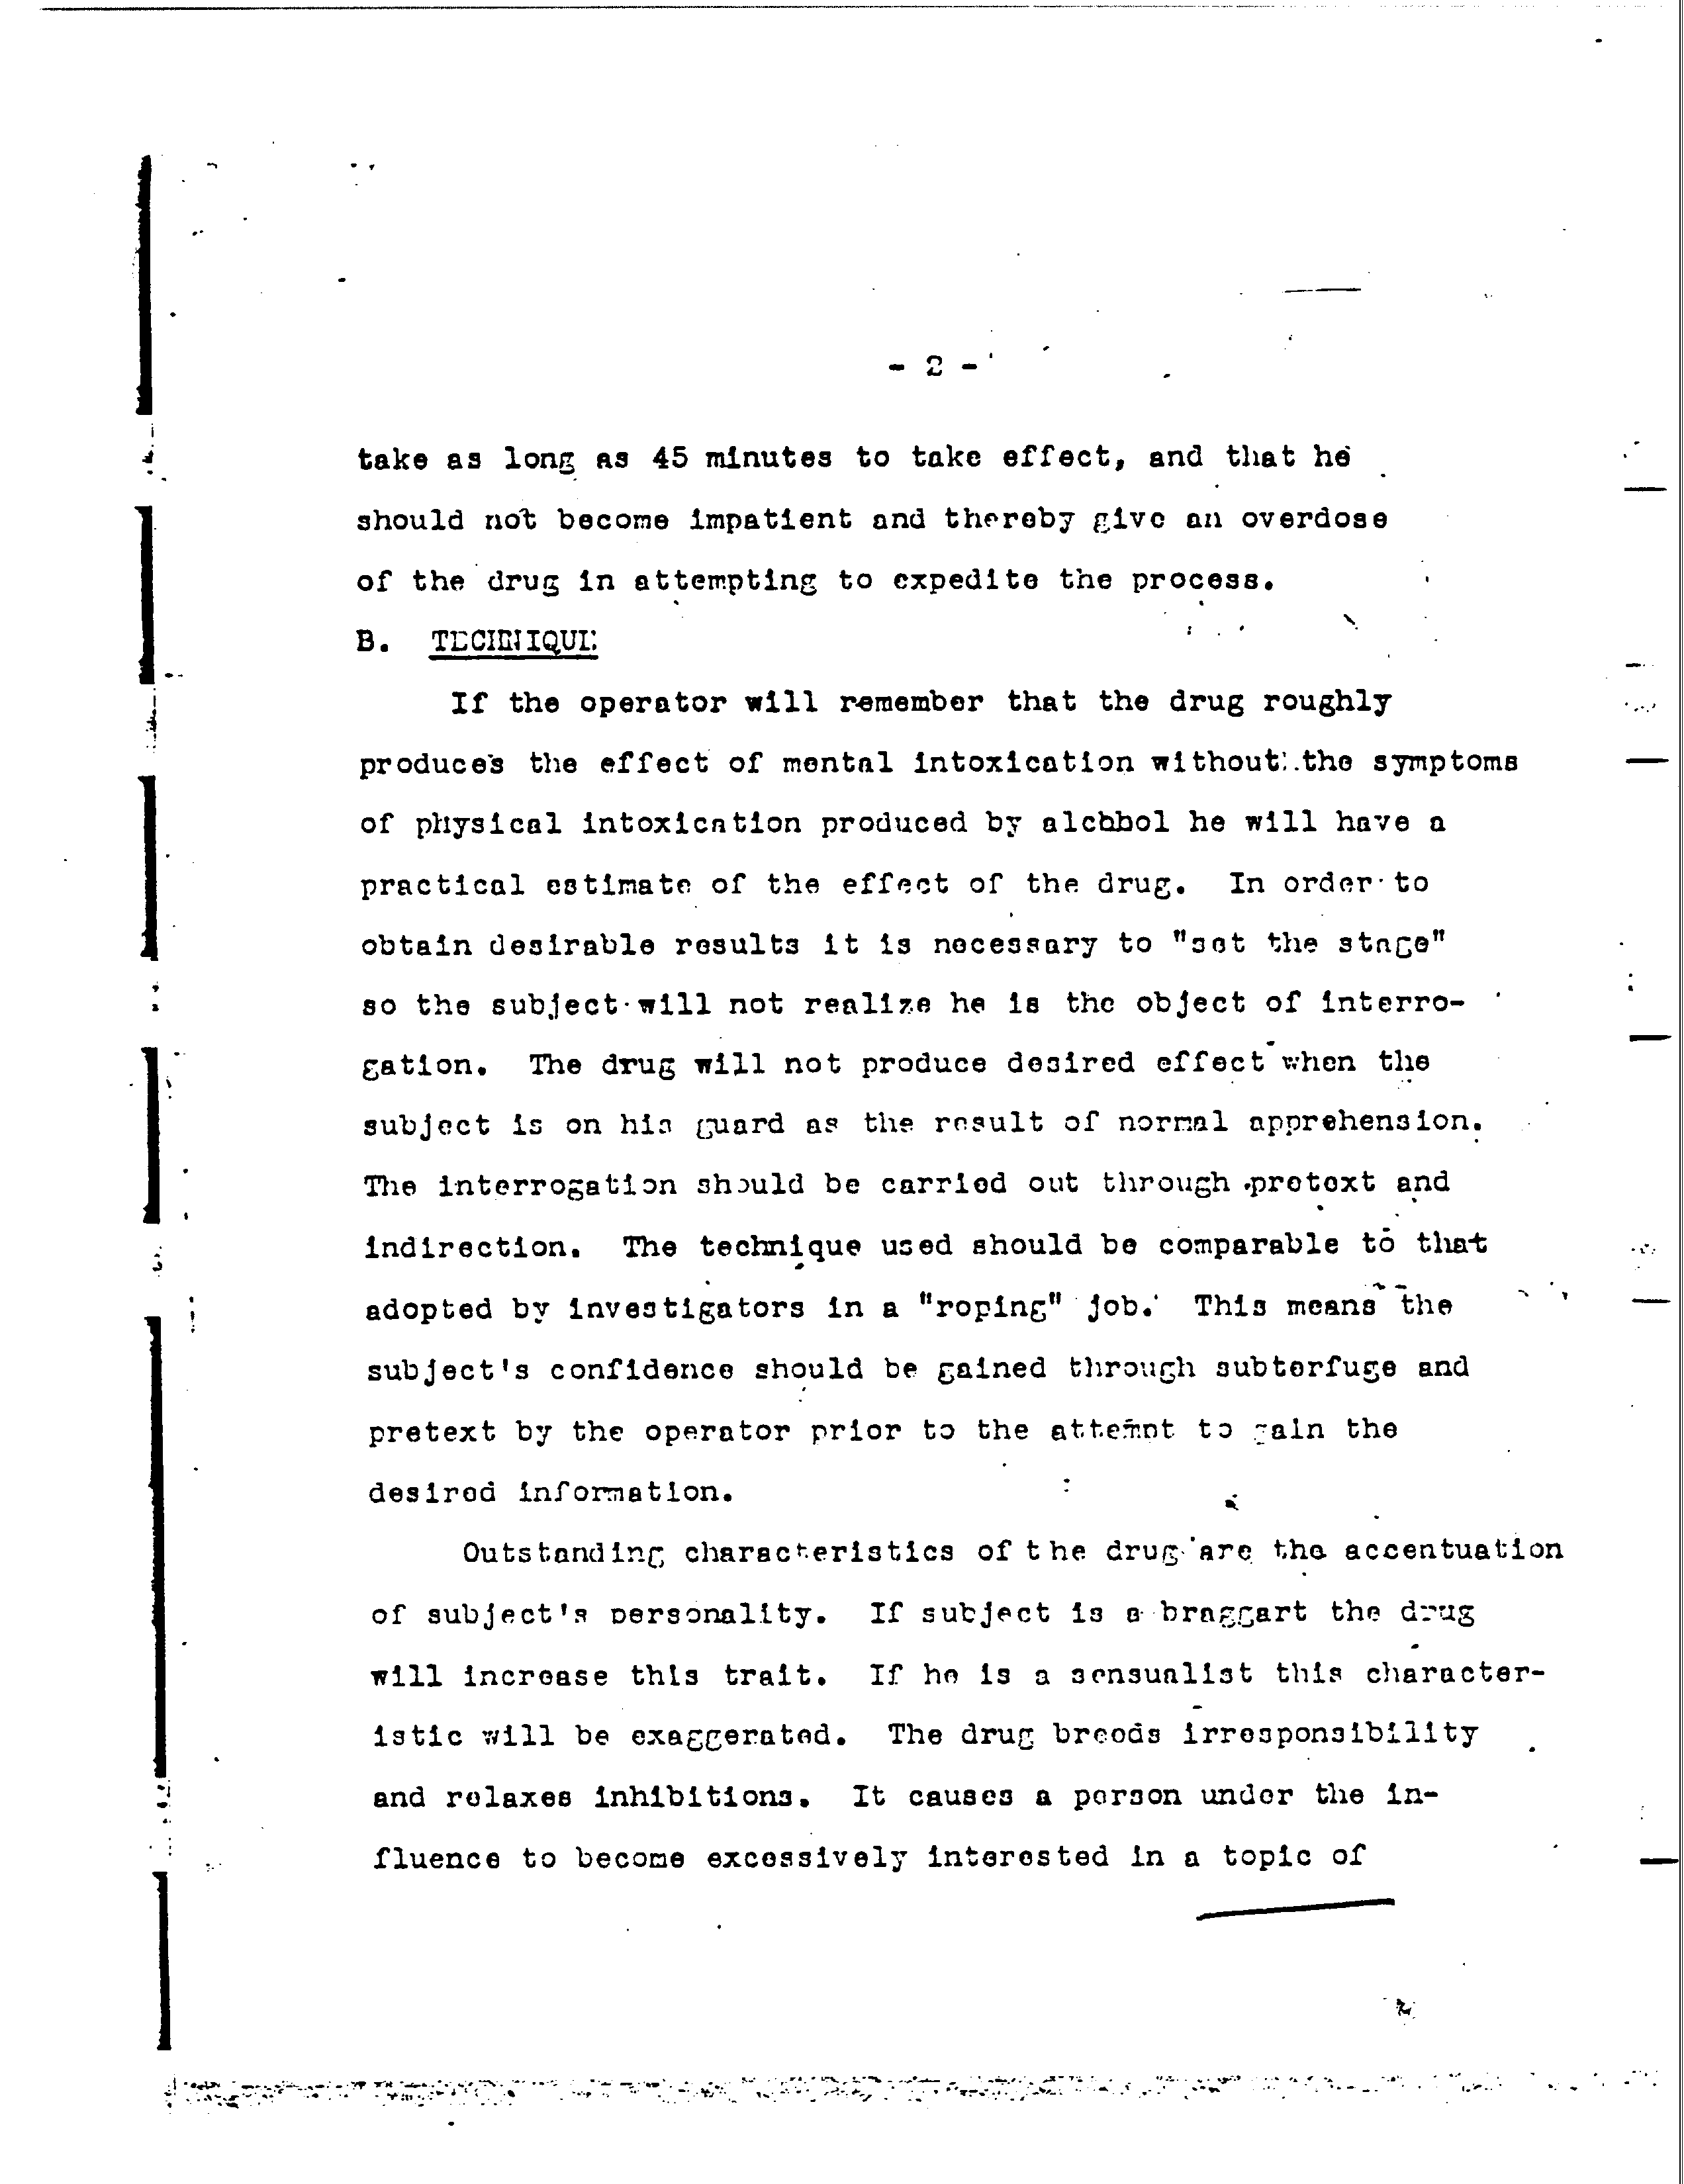 - 2 -
take as long as 45 minutes to take effect, and that he
should not become impatient and thereby give an overdose
of the drug in attempting to expedite the process.
B. TECHNIQUE
If the operator will remember that the drug roughly
produces the effect of mental intoxication without the symptoms
of physical intoxication produced by alchhol he will have a
practical estimate of the effect of the drug. In order to
obtain desirable results it is necessary to "set the stage"
so the subject will not realize he is the object of interro-
gation. The drug will not produce desired effect when the
subject is on his guard as the result of normal apprehension.
The interrogation should be carried out through pretext and
indirection. The technique used should be comparable to that
adopted by investigators in a "roping" job. This means the
subject's confidence should be gained through subterfuge and
pretext by the operator prior to the attempt to gain the
desired information.
Outstanding characteristics of the drug are the accentuation
of subject's personality. If subject is a braggart the drug
will increase this trait. If he is a sensualist this character-
istic will be exaggerated. The drug breeds irresponsibility
and relaxes inhibitions. It causes a person under the in-
fluence to become excessively interested in a topic of